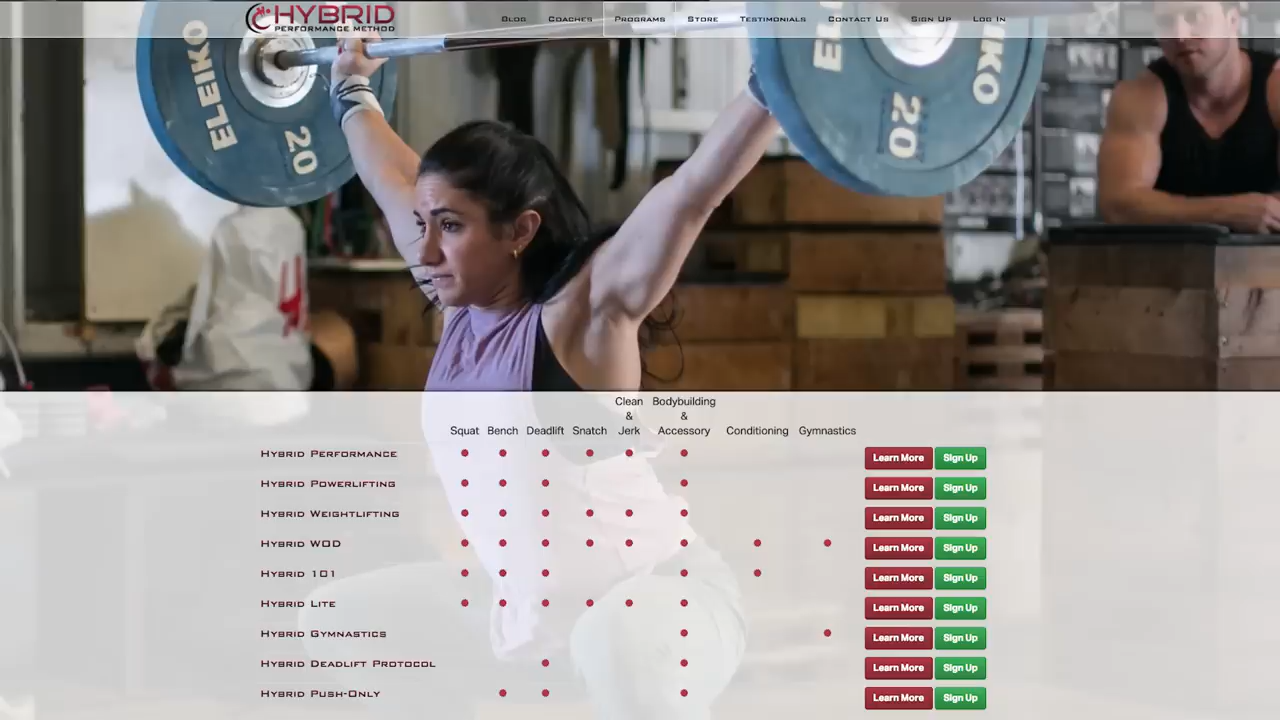 HYBRID
PERFORMANCE METHOD
Blog Coaches Programs Store Testimonials Contact Us Sign Up Log In
ELEIKO
20
20
Clean Bodybuilding
& &
Squat Bench Deadlift Snatch Jerk Accessory Conditioning Gymnastics
Hybrid Performance Learn More Sign Up
Hybrid Powerlifting Learn More Sign Up
Hybrid Weightlifting Learn More Sign Up
Hybrid WOD Learn More Sign Up
Hybrid 101 Learn More Sign Up
Hybrid Lite Learn More Sign Up
Hybrid Gymnastics Learn More Sign Up
Hybrid Deadlift Protocol Learn More Sign Up
Hybrid Push-Only Learn More Sign Up